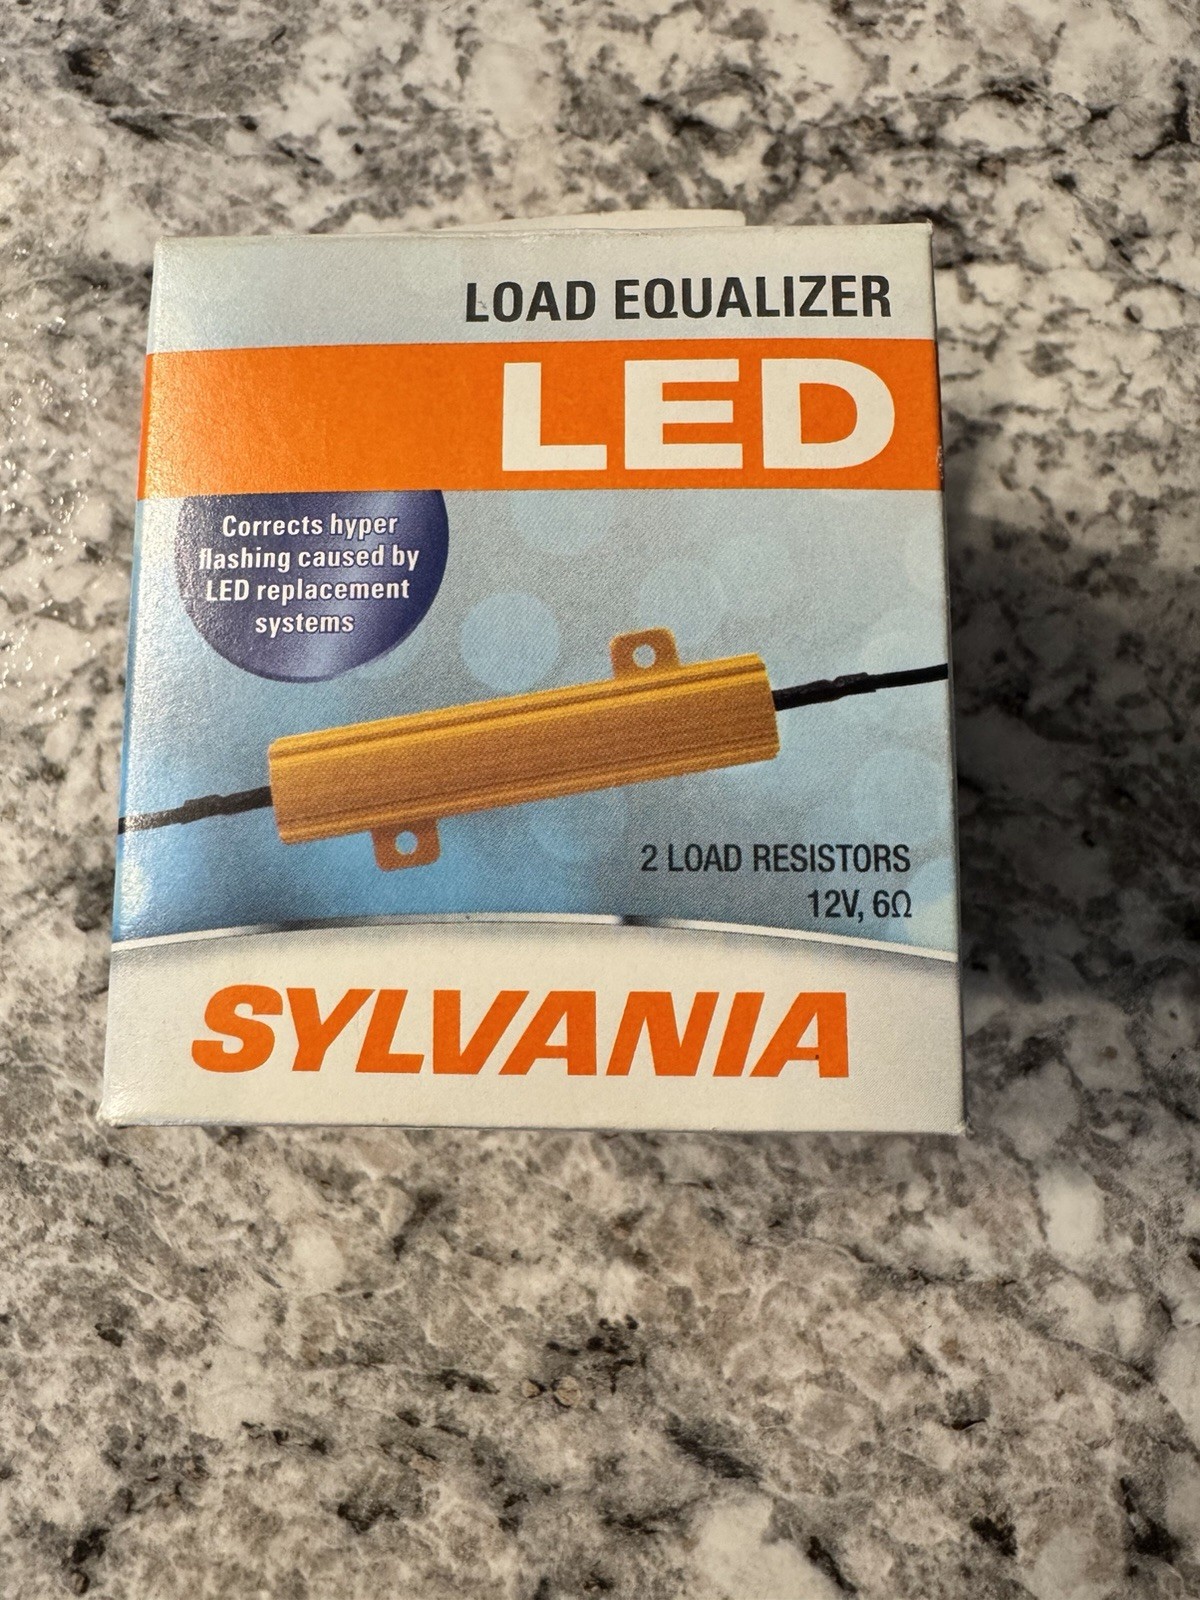 LOAD EQUALIZER
LED
Corrects hyper
flashing caused by
LED replacement
systems
2 LOAD RESISTORS
12V, 6Ω
SYLVANIA